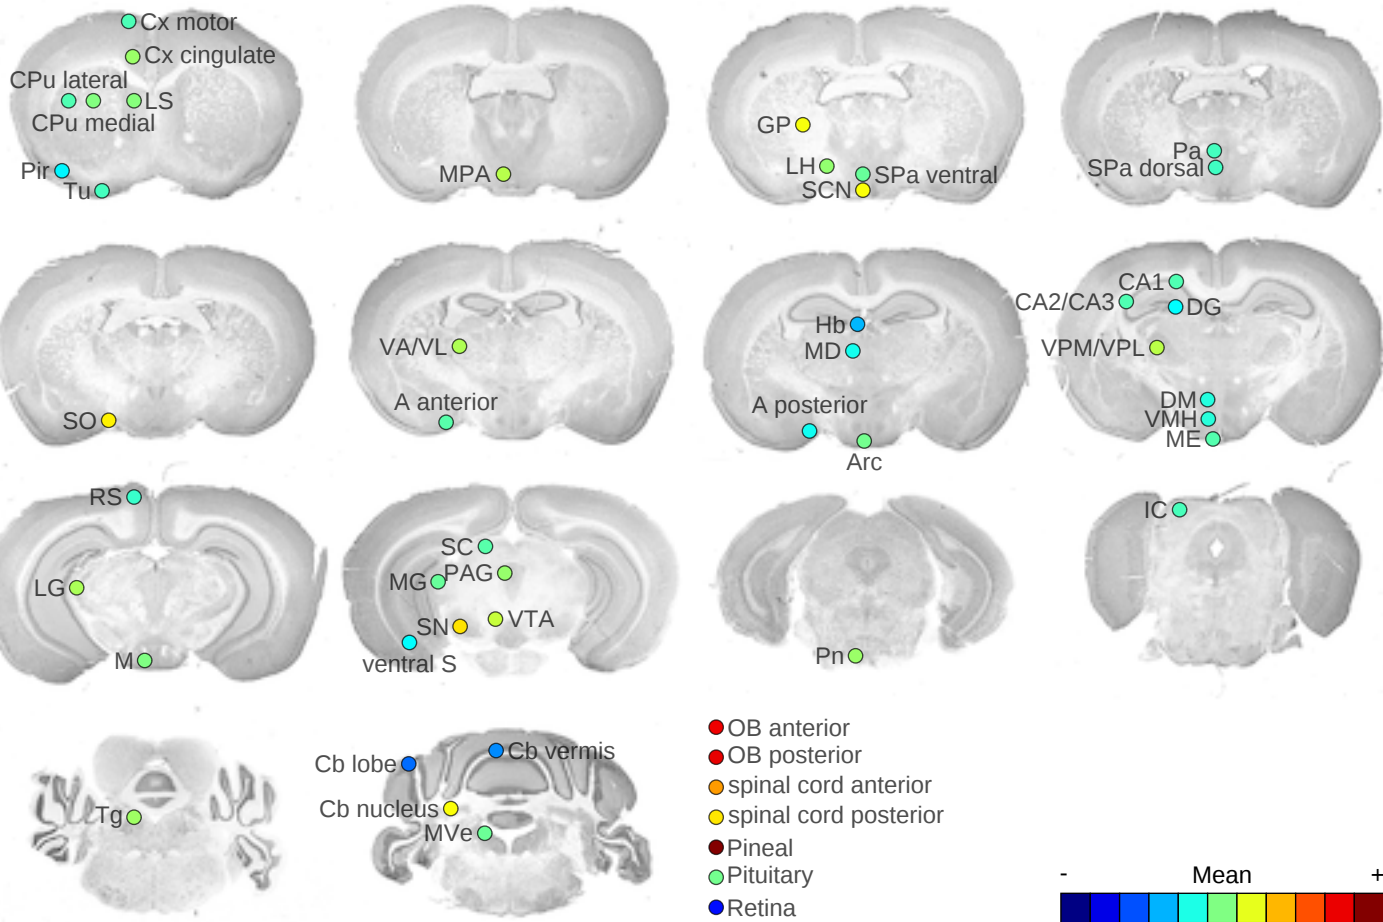 Cx motor
Cx cingulate
CPu lateral
LS
CPu medial
Pir
Tu
MPA
GP
LH
SPa ventral
SCN
Pa
SPa dorsal
SO
VA/VL
A anterior
Hb
MD
A posterior
Arc
CA1
CA2/CA3
DG
VPM/VPL
DM
VMH
ME
RS
LG
M
SC
MG
PAG
SN
VTA
ventral S
Pn
IC
Tg
Cb lobe
Cb vermis
Cb nucleus
MVe
OB anterior
OB posterior
spinal cord anterior
spinal cord posterior
Pineal
Pituitary
Retina
- Mean +